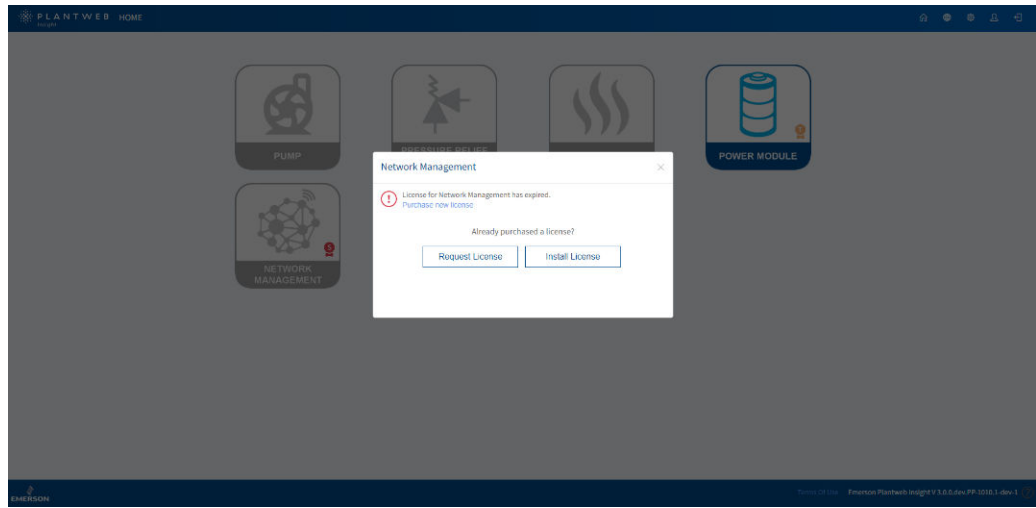 PLANTWEB HOME
Insight
PUMP
PRESSURE RELIEF
POWER MODULE
Network Management
License for Network Management has expired.
Purchase new license
Already purchased a license?
Request License
Install License
NETWORK
MANAGEMENT
EMERSON
Terms Of Use
Emerson Plantweb Insight V 3.0.0.dev.PP-1010.1-dev-1